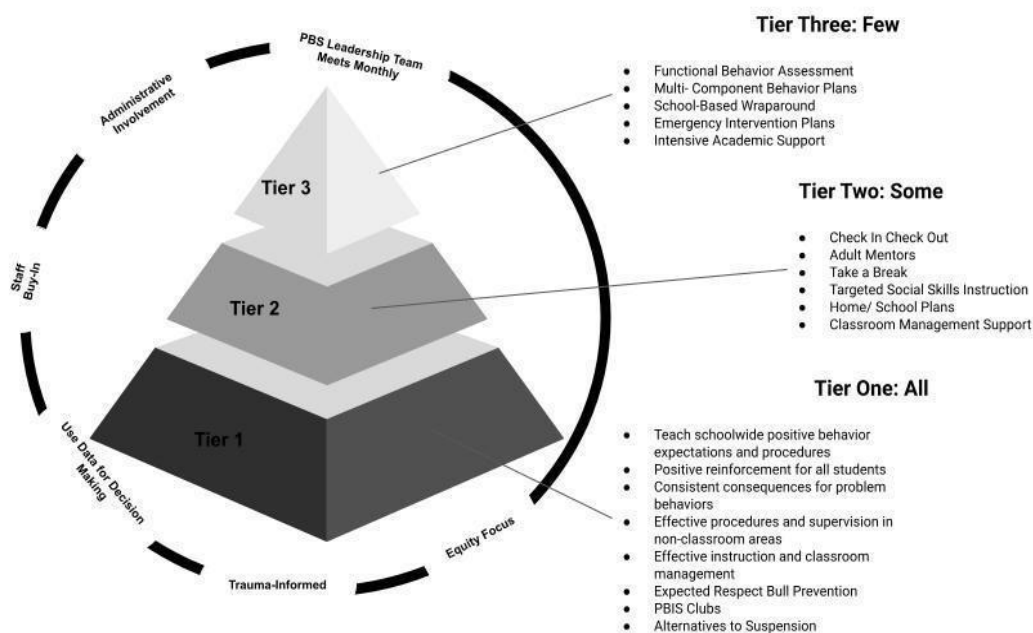 PBS Leadership Team
Meets Monthly
Administrative
Involvement
Staff
Buy-In
Use Data for Decision
Making
Trauma-Informed
Equity Focus
Tier 3
Tier 2
Tier 1
Tier Three: Few
● Functional Behavior Assessment
● Multi- Component Behavior Plans
● School-Based Wraparound
● Emergency Intervention Plans
● Intensive Academic Support
Tier Two: Some
● Check In Check Out
● Adult Mentors
● Take a Break
● Targeted Social Skills Instruction
● Home/ School Plans
● Classroom Management Support
Tier One: All
● Teach schoolwide positive behavior
expectations and procedures
● Positive reinforcement for all students
● Consistent consequences for problem
behaviors
● Effective procedures and supervision in
non-classroom areas
● Effective instruction and classroom
management
● Expected Respect Bull Prevention
● PBIS Clubs
● Alternatives to Suspension